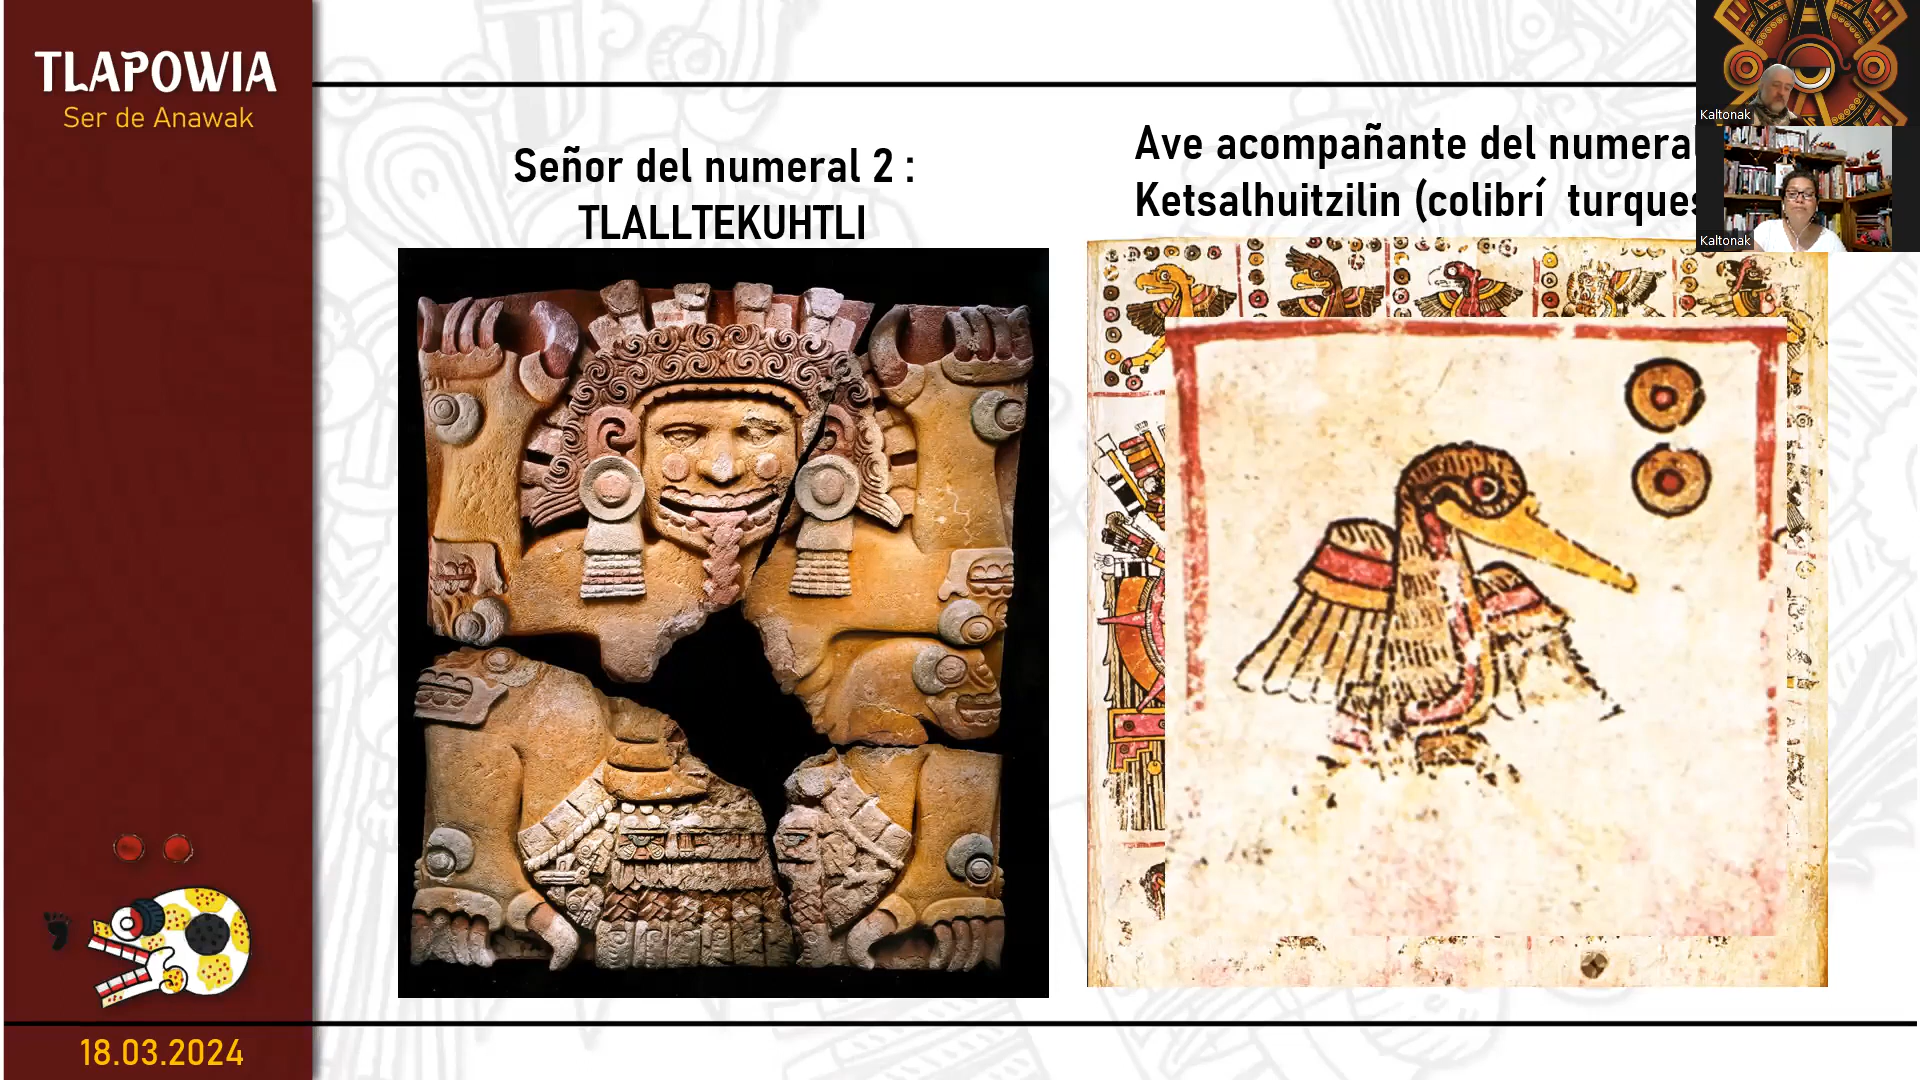 TLAPOWIA
Ser de Anawak
Señor del numeral 2 :
TLALLTEKUHTLI
Ave acompañante del numera
Ketsalhuitzilin (colibrí turques
Kaltonak
Kaltonak
18.03.2024